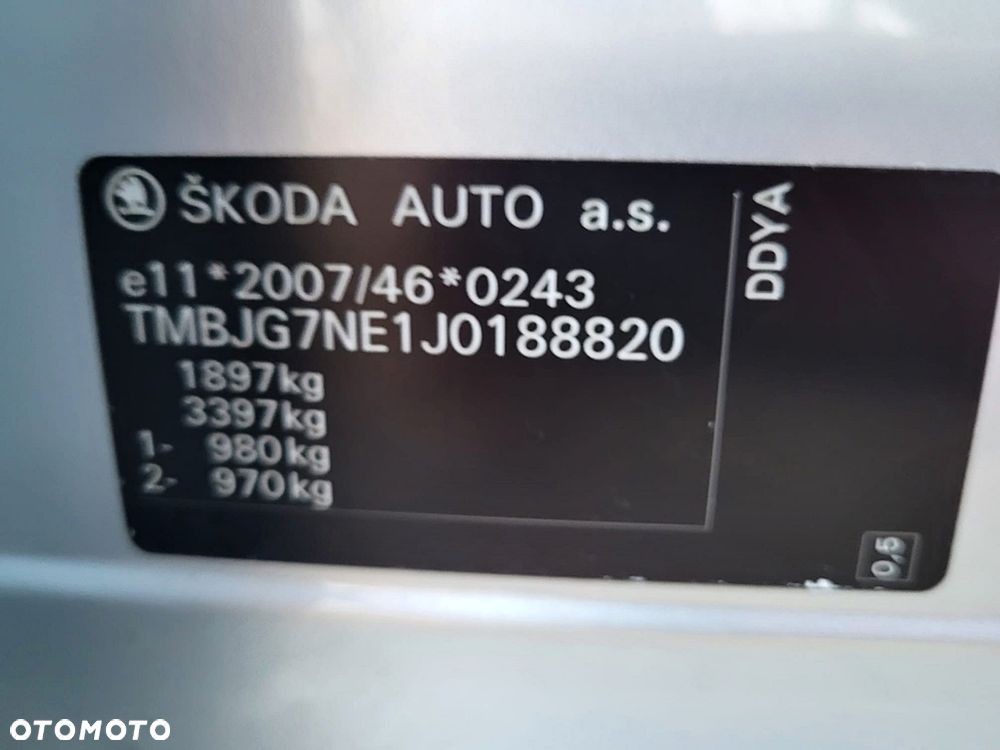 ŠKODA AUTO a.s.
e11*2007/46*0243
TMBJG7NE1J0188820
1897kg
3397kg
1- 980kg
2- 970kg
DDYA
0,5
OTOMOTO